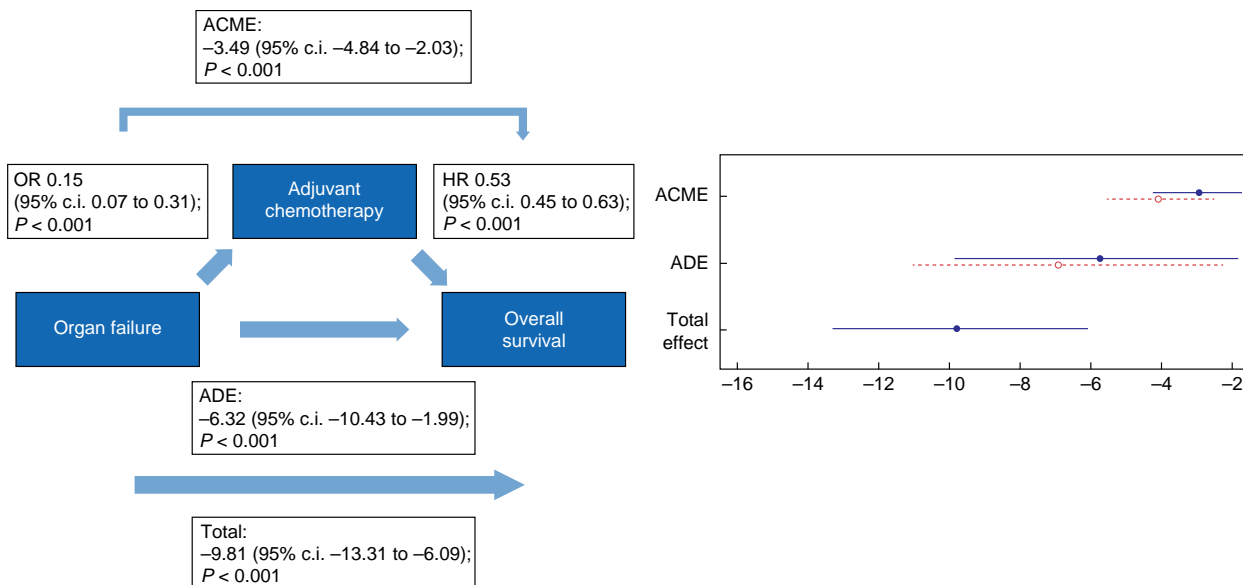 ACME:
–3.49 (95% c.i. –4.84 to –2.03);
P < 0.001
OR 0.15
(95% c.i. 0.07 to 0.31);
P < 0.001
Adjuvant
chemotherapy
HR 0.53
(95% c.i. 0.45 to 0.63);
P < 0.001
Organ failure
Overall
survival
ADE:
–6.32 (95% c.i. –10.43 to –1.99);
P < 0.001
Total:
–9.81 (95% c.i. –13.31 to –6.09);
P < 0.001
ACME
ADE
Total
effect
–16 –14 –12 –10 –8 –6 –4 –2